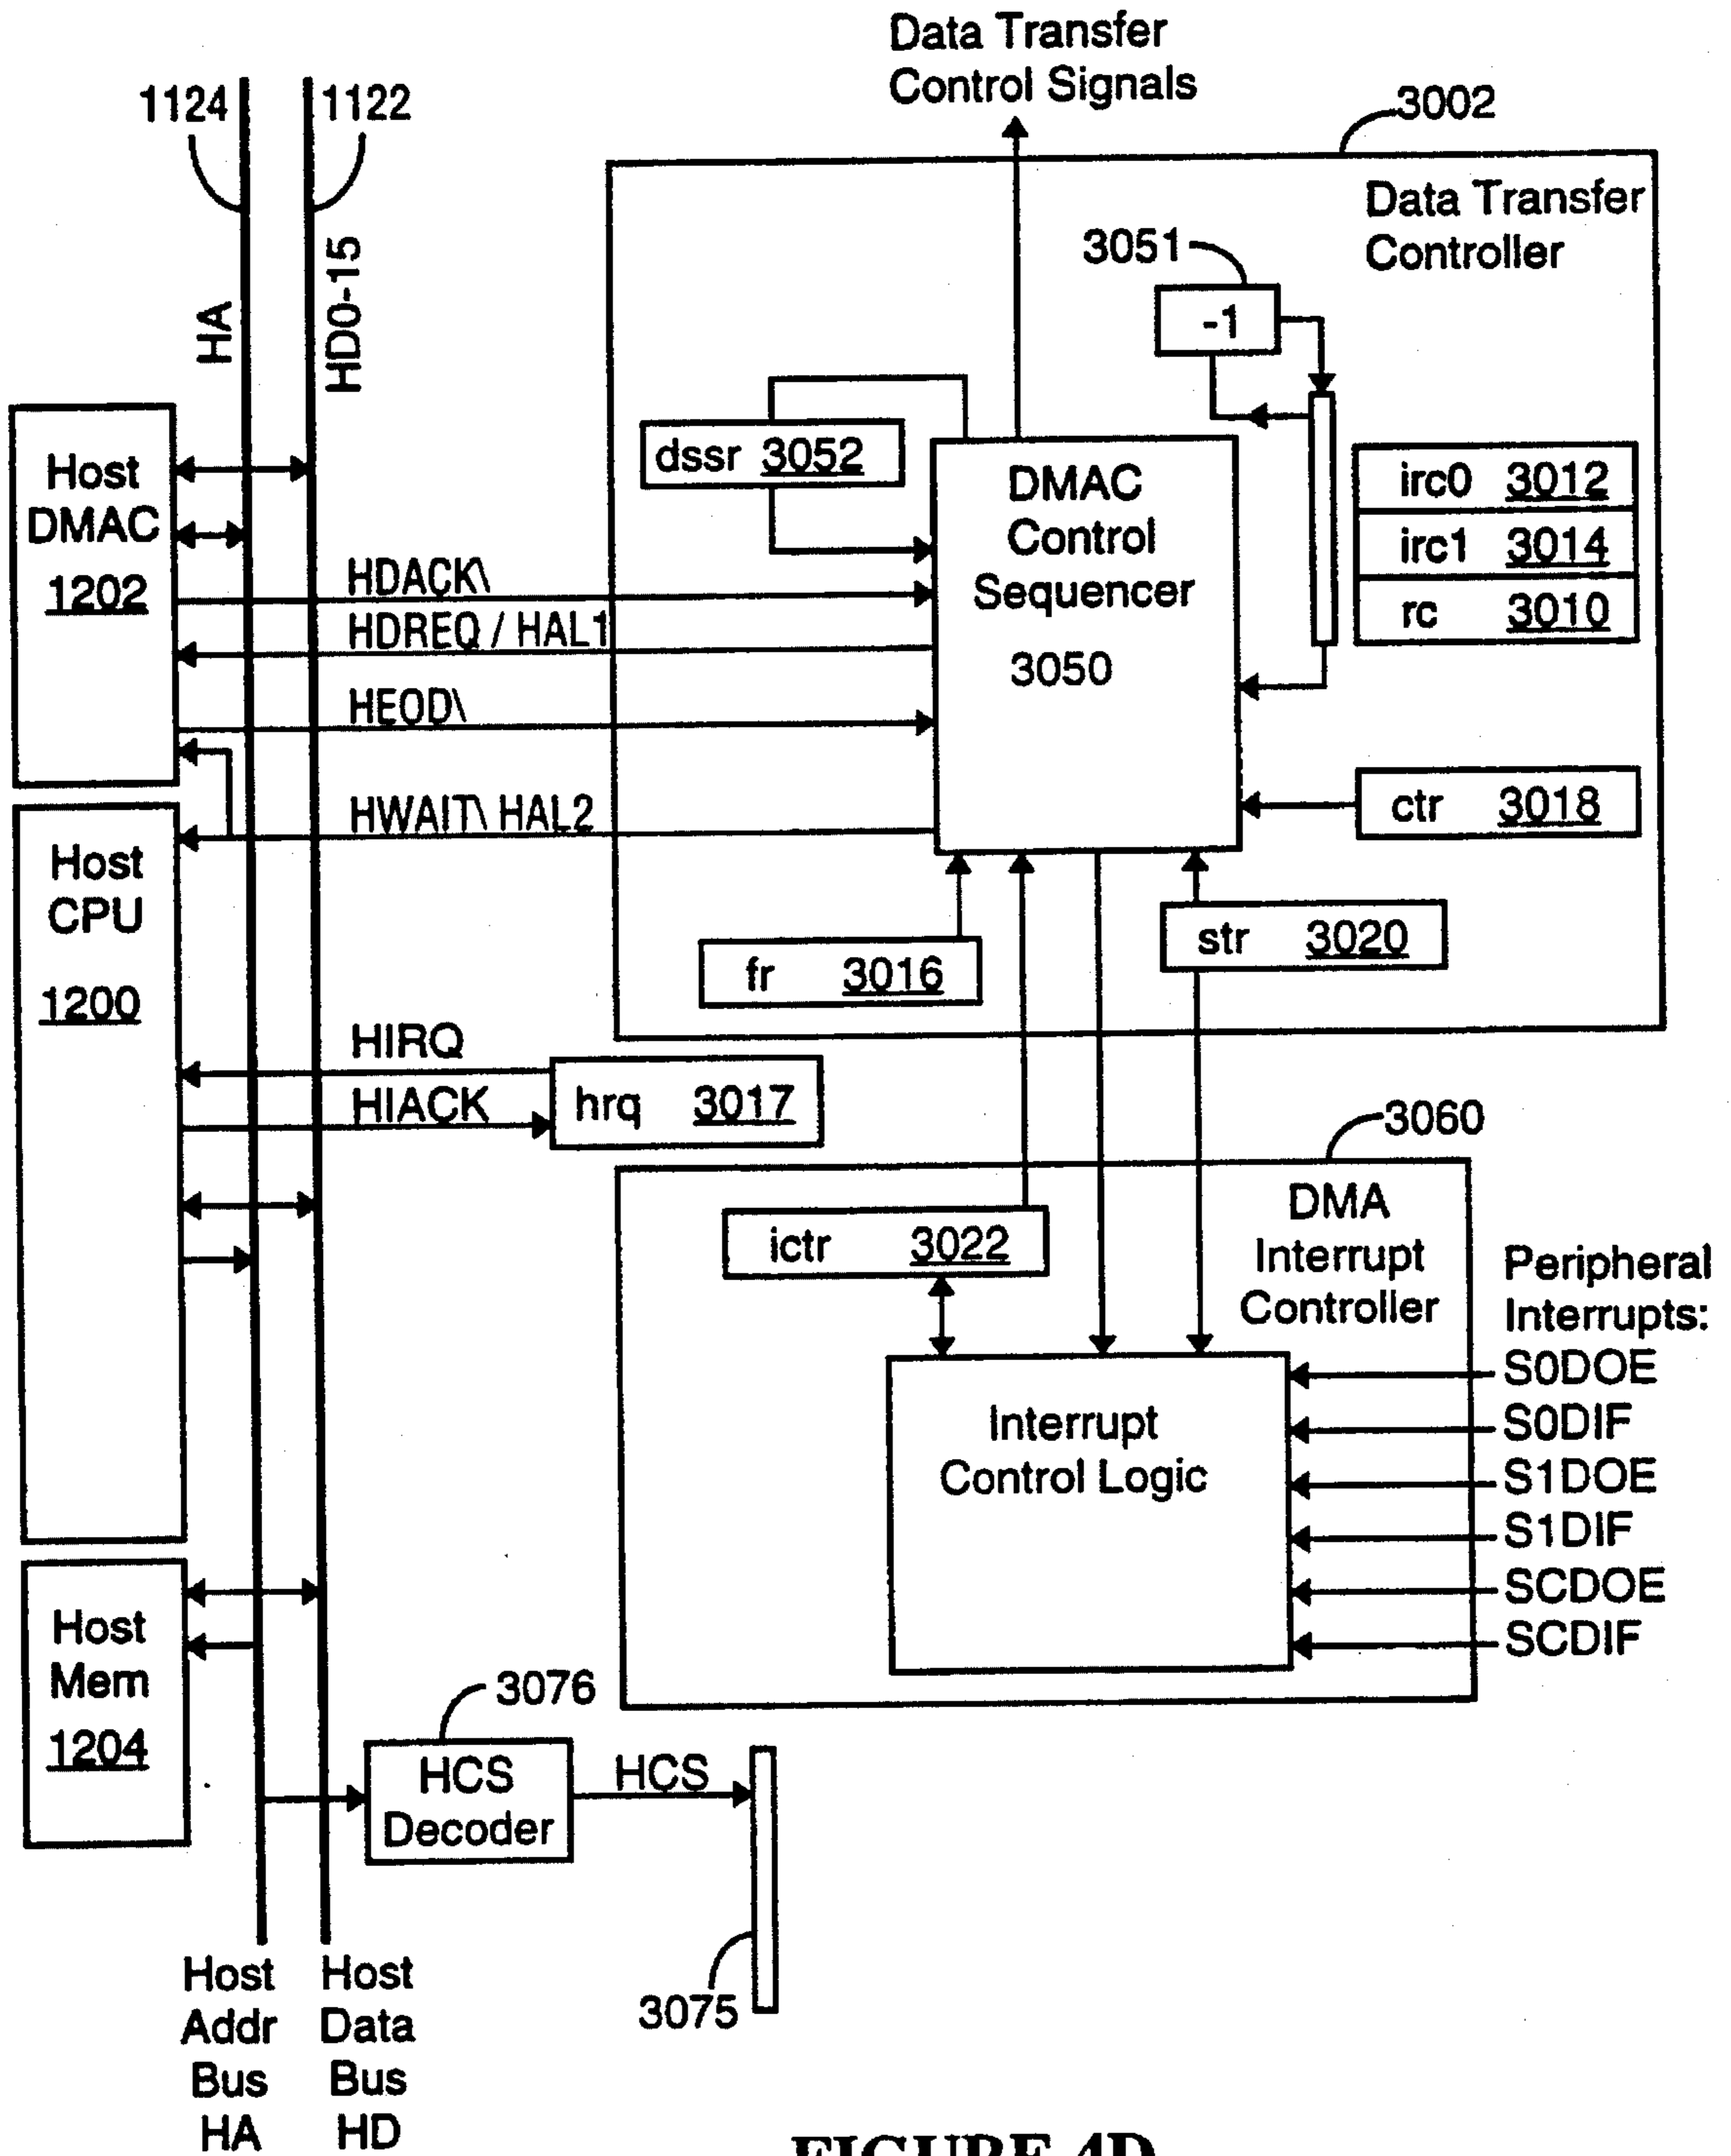 Data Transfer
Control Signals
1124
1122
3002
Data Transfer
Controller
3051
-1
HA
HD0-15
Host
DMAC
1202
dssr 3052
DMAC
Control
Sequencer
3050
irc0 3012
irc1 3014
rc 3010
HDACK\
HDREQ / HAL1
HEOD\
HWAIT\ HAL2
ctr 3018
Host
CPU
1200
str 3020
fr 3016
HIRQ
HIACK
hrq 3017
3060
DMA
Interrupt
Controller
ictr 3022
Peripheral
Interrupts:
S0DOE
S0DIF
S1DOE
S1DIF
SCDOE
SCDIF
Interrupt
Control Logic
Host
Mem
1204
3076
HCS
Decoder
HCS
3075
Host
Addr
Bus
HA
Host
Data
Bus
HD
FIGURE 4D